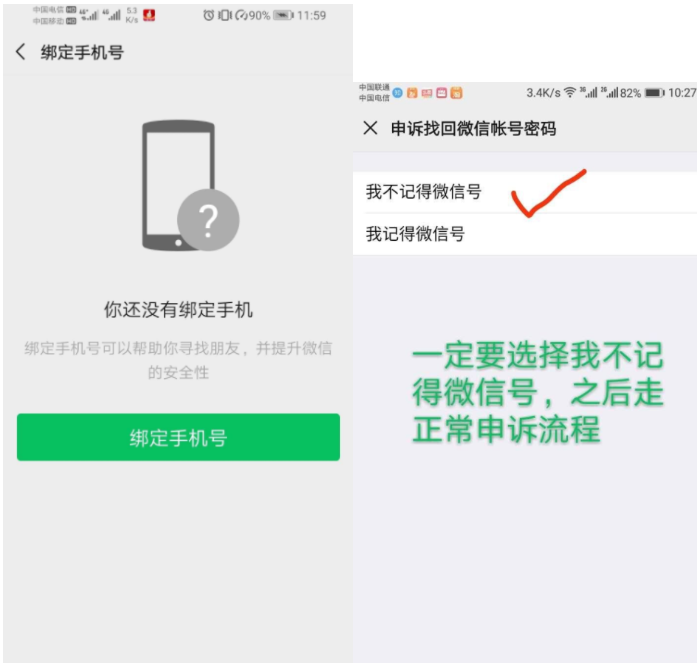 中国电信 HD 4G+ 4G 5.3 90% 11:59
中国移动 HD K/s
绑定手机号
?
你还没有绑定手机
绑定手机号可以帮助你寻找朋友，并提升微信
的安全性
绑定手机号
中国联通 3.4K/s 3G 2G 82% 10:27
中国电信
申诉找回微信帐号密码
我不记得微信号
我记得微信号
一定要选择我不记
得微信号，之后走
正常申诉流程